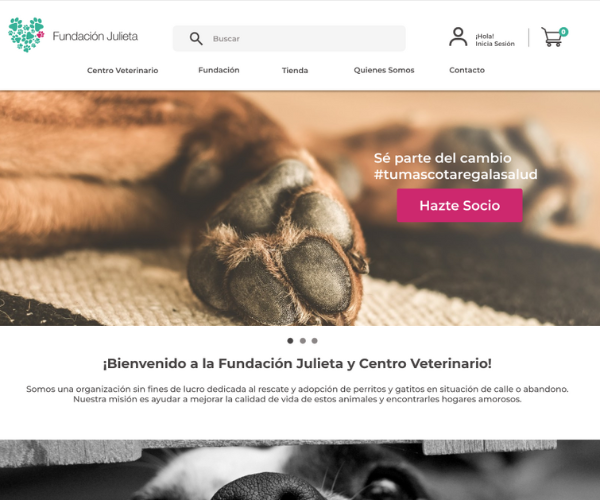 Fundación Julieta
Buscar
¡Hola!
Inicia Sesión
0
Centro Veterinario
Fundación
Tienda
Quienes Somos
Contacto
Sé parte del cambio
#tumascotaregalasalud
Hazte Socio
¡Bienvenido a la Fundación Julieta y Centro Veterinario!
Somos una organización sin fines de lucro dedicada al rescate y adopción de perritos y gatitos en situación de calle o abandono.
Nuestra misión es ayudar a mejorar la calidad de vida de estos animales y encontrarles hogares amorosos.